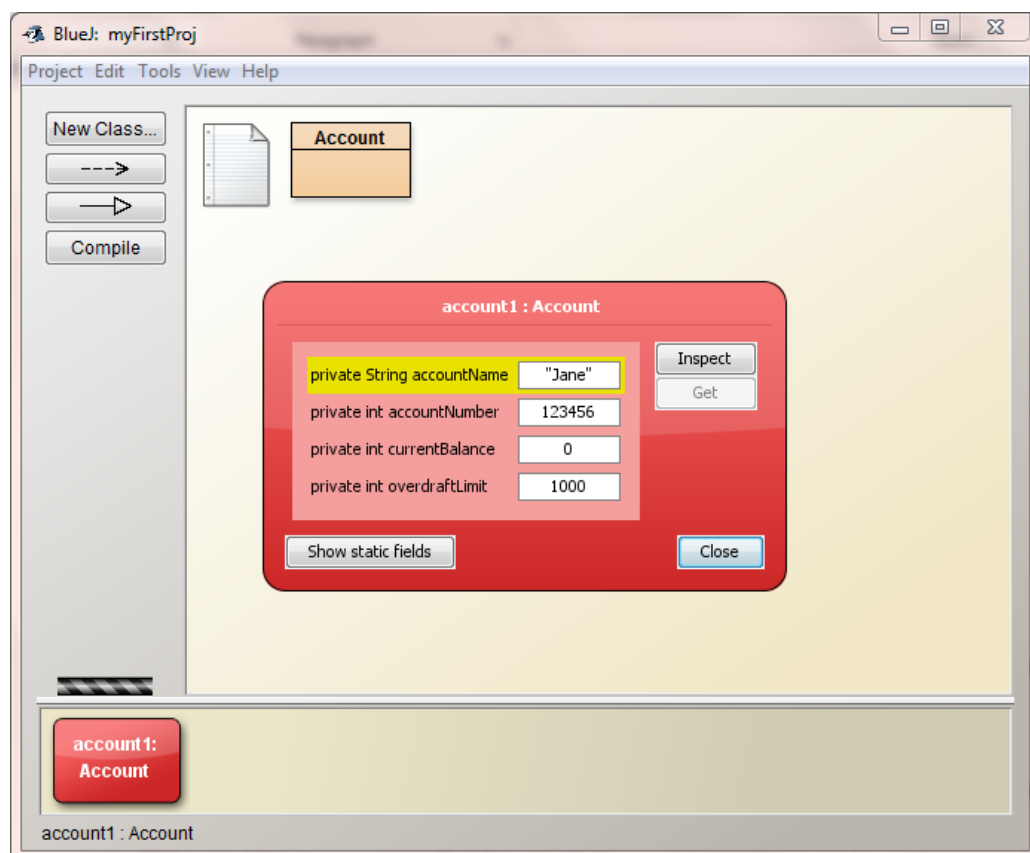 BlueJ: myFirstProj
Project Edit Tools View Help
New Class...
Compile
Account
account1 : Account
private String accountName "Jane"
private int accountNumber 123456
private int currentBalance 0
private int overdraftLimit 1000
Inspect
Get
Show static fields
Close
account1:
Account
account1 : Account